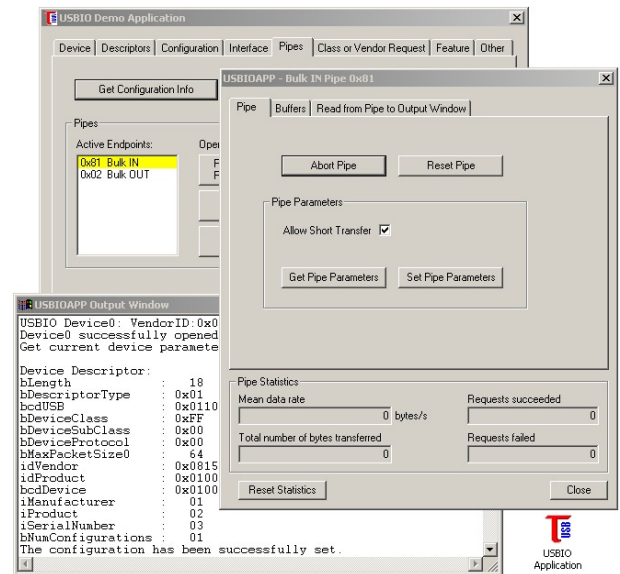 USBIO Demo Application
Device Descriptors Configuration Interface Pipes Class or Vendor Request Feature Other
Get Configuration Info
Pipes
Active Endpoints:
0x81 Bulk IN
0x02 Bulk OUT
USBIOAPP - Bulk IN Pipe 0x81
Pipe Buffers Read from Pipe to Output Window
Abort Pipe Reset Pipe
Pipe Parameters
Allow Short Transfer
Get Pipe Parameters Set Pipe Parameters
Pipe Statistics
Mean data rate Requests succeeded
0 bytes/s 0
Total number of bytes transferred Requests failed
0 0
Reset Statistics Close
USBIOAPP Output Window
USBIO Device0: VendorID:0x0
Device0 successfully opened
Get current device paramete
Device Descriptor:
bLength : 18
bDescriptorType : 0x01
bcdUSB : 0x0110
bDeviceClass : 0xFF
bDeviceSubClass : 0x00
bDeviceProtocol : 0x00
bMaxPacketSize0 : 64
idVendor : 0x0815
idProduct : 0x0100
bcdDevice : 0x0100
iManufacturer : 01
iProduct : 02
iSerialNumber : 03
bNumConfigurations : 01
The configuration has been successfully set.
USB
USBIO
Application